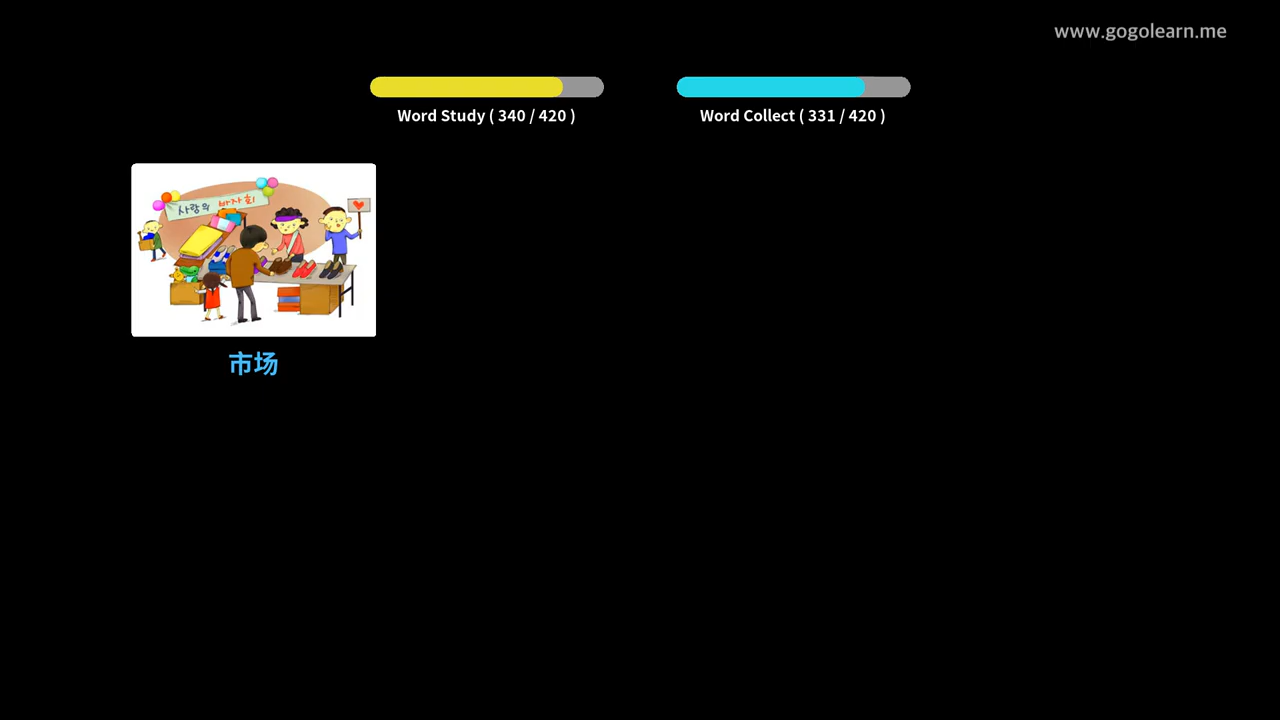 www.gogolearn.me
Word Study ( 340 / 420 )
Word Collect ( 331 / 420 )
사랑의 바자회
市场